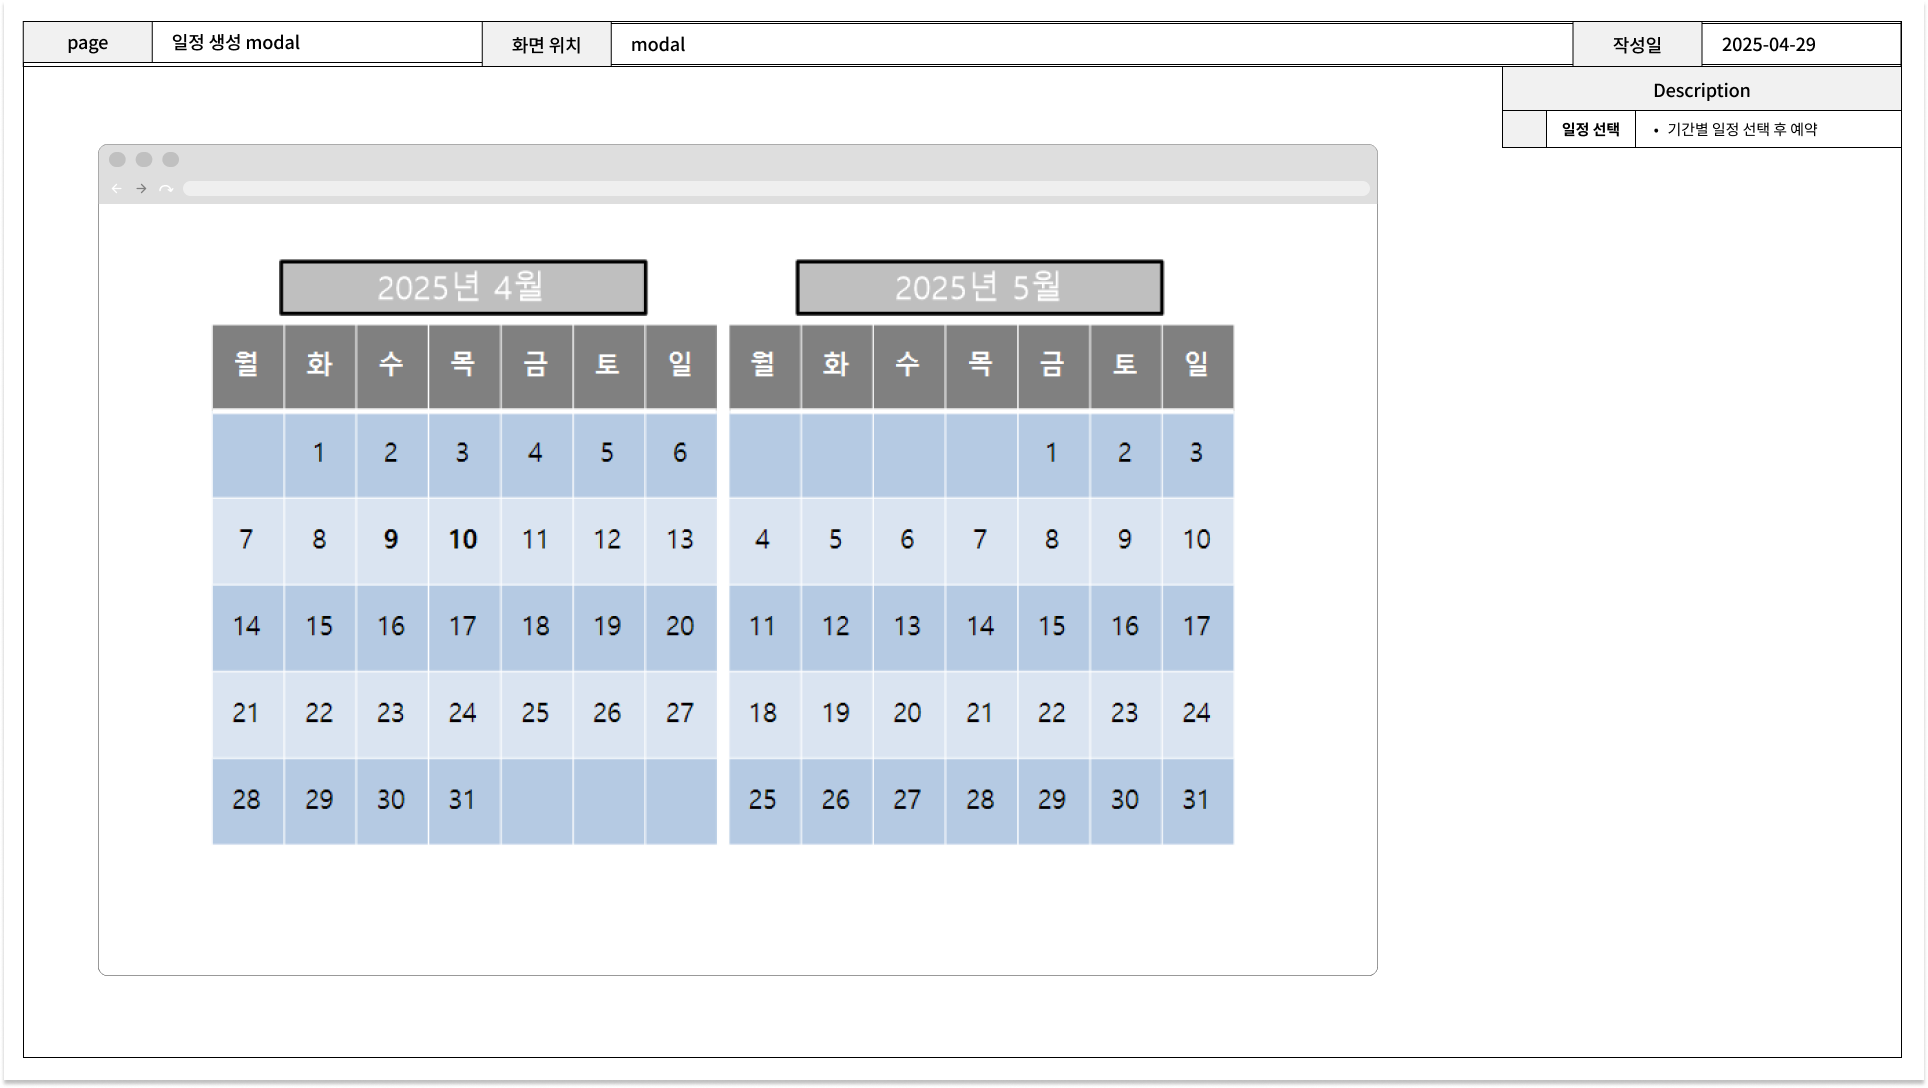 page 일정 생성 modal 화면 위치 modal 작성일 2025-04-29
Description
일정 선택 • 기간별 일정 선택 후 예약
2025년 4월
월 화 수 목 금 토 일
1 2 3 4 5 6
7 8 9 10 11 12 13
14 15 16 17 18 19 20
21 22 23 24 25 26 27
28 29 30 31
2025년 5월
월 화 수 목 금 토 일
1 2 3
4 5 6 7 8 9 10
11 12 13 14 15 16 17
18 19 20 21 22 23 24
25 26 27 28 29 30 31